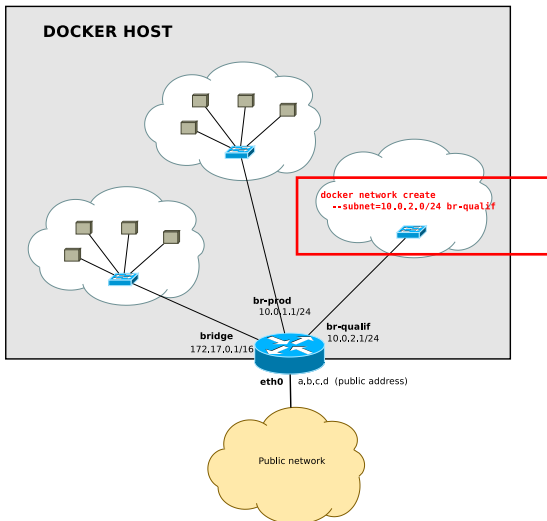 DOCKER HOST
docker network create
--subnet=10.0.2.0/24 br-qualif
br-prod
10.0.1.1/24
br-qualif
10.0.2.1/24
bridge
172.17.0.1/16
eth0 a,b,c,d (public address)
Public network